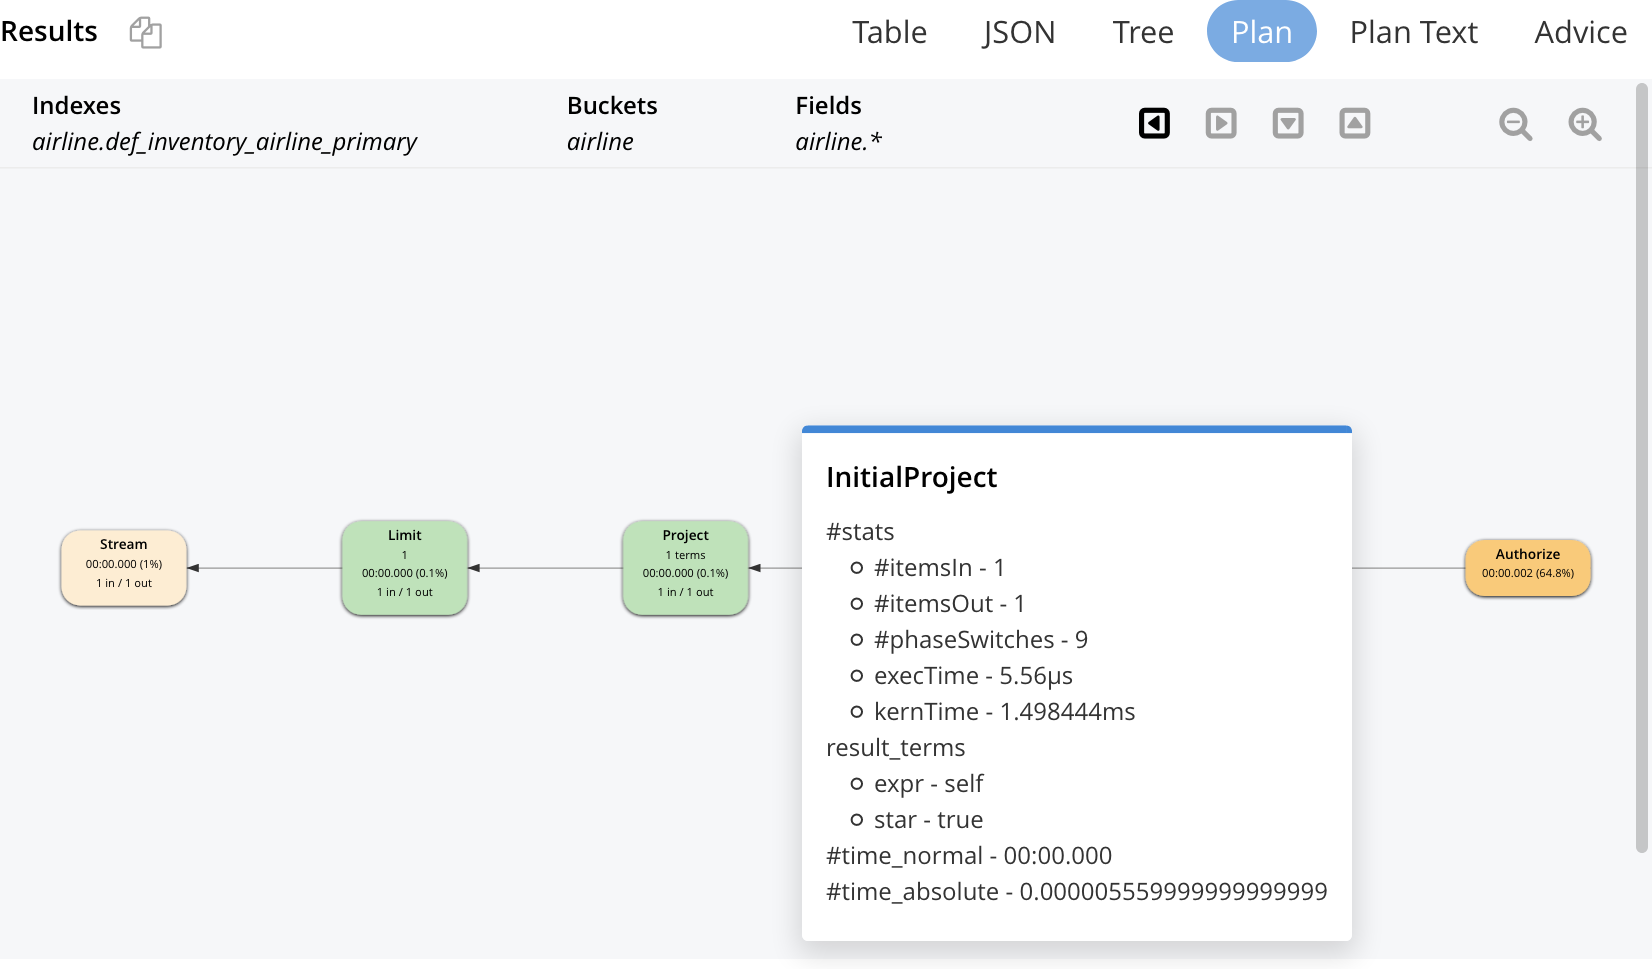 Results
Table
JSON
Tree
Plan
Plan Text
Advice
Indexes
airline.def_inventory_airline_primary
Buckets
airline
Fields
airline.*
Stream
00:00.000 (1%)
1 in / 1 out
Limit
1
00:00.000 (0.1%)
1 in / 1 out
Project
1 terms
00:00.000 (0.1%)
1 in / 1 out
InitialProject
#stats
#itemsIn - 1
#itemsOut - 1
#phaseSwitches - 9
execTime - 5.56µs
kernTime - 1.498444ms
result_terms
expr - self
star - true
#time_normal - 00:00.000
#time_absolute - 0.000005559999999999999
Authorize
00:00.002 (64.8%)